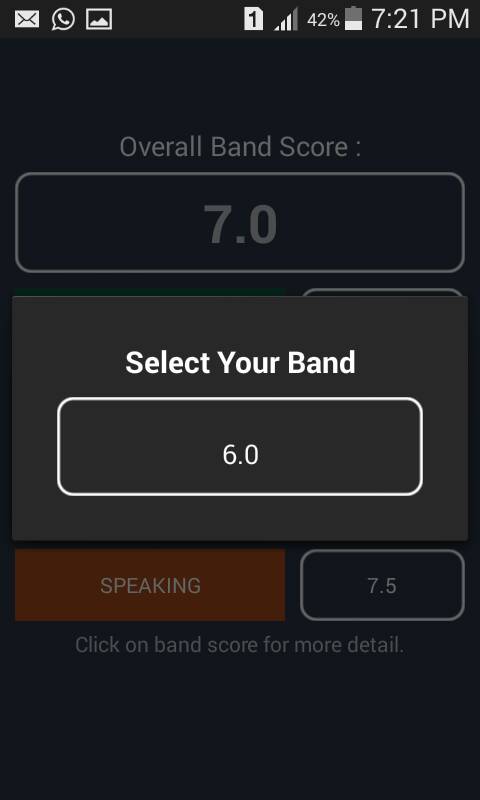 1 42% 7:21 PM
Overall Band Score :
7.0
Select Your Band
6.0
SPEAKING 7.5
Click on band score for more detail.